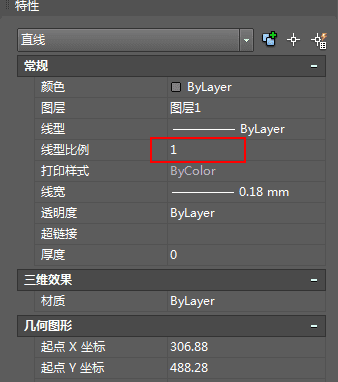 特性
直线
常规
颜色 ByLayer
图层 图层1
线型 ByLayer
线型比例 1
打印样式 ByColor
线宽 0.18 mm
透明度 ByLayer
超链接
厚度 0
三维效果
材质 ByLayer
几何图形
起点 X 坐标 306.88
起点 Y 坐标 488.28